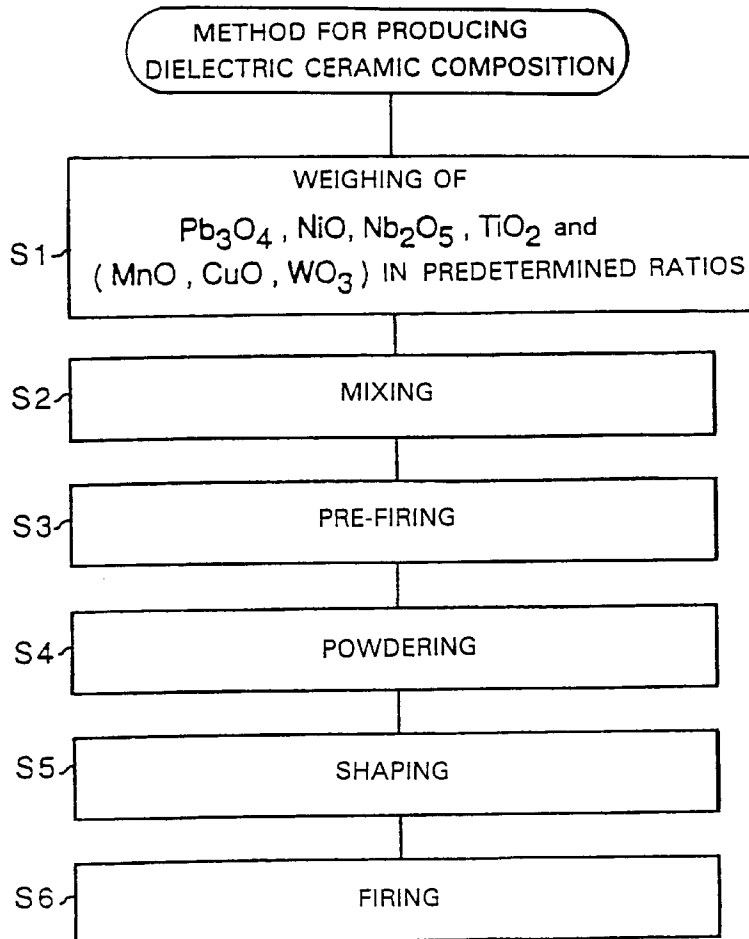 METHOD FOR PRODUCING
DIELECTRIC CERAMIC COMPOSITION
WEIGHING OF
Pb₃O₄ , NiO, Nb₂O₅ , TiO₂ and
S1
( MnO , CuO , WO₃ ) IN PREDETERMINED RATIOS
S2
MIXING
S3
PRE-FIRING
S4
POWDERING
S5
SHAPING
S6
FIRING